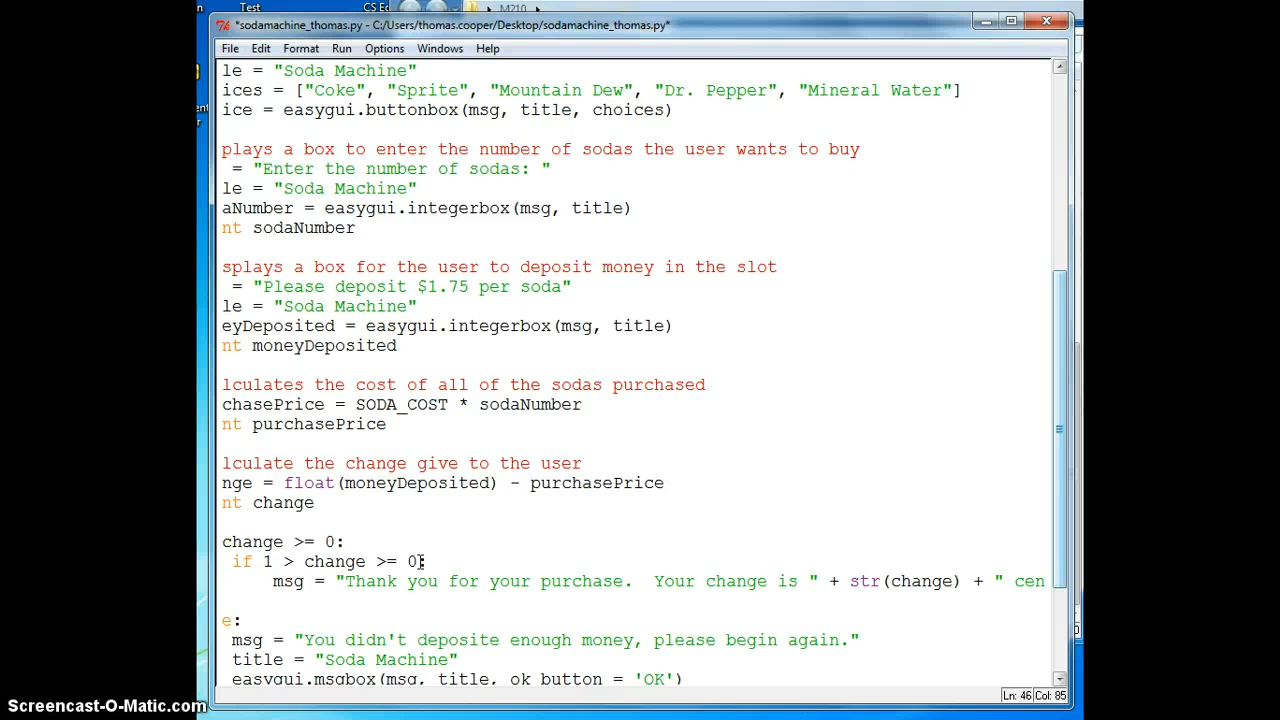 n
Test
CS Ed
M210
*sodamachine_thomas.py - C:/Users/thomas.cooper/Desktop/sodamachine_thomas.py*
File Edit Format Run Options Windows Help
le = "Soda Machine"
ices = ["Coke", "Sprite", "Mountain Dew", "Dr. Pepper", "Mineral Water"]
ice = easygui.buttonbox(msg, title, choices)
plays a box to enter the number of sodas the user wants to buy
= "Enter the number of sodas: "
le = "Soda Machine"
aNumber = easygui.integerbox(msg, title)
nt sodaNumber
splays a box for the user to deposit money in the slot
= "Please deposit $1.75 per soda"
le = "Soda Machine"
eyDeposited = easygui.integerbox(msg, title)
nt moneyDeposited
lculates the cost of all of the sodas purchased
chasePrice = SODA_COST * sodaNumber
nt purchasePrice
lculate the change give to the user
nge = float(moneyDeposited) - purchasePrice
nt change
change >= 0:
if 1 > change >= 0:
msg = "Thank you for your purchase.  Your change is " + str(change) + " cen
e:
msg = "You didn't deposite enough money, please begin again."
title = "Soda Machine"
easygui.msgbox(msg, title, ok_button = 'OK')
Ln: 46 Col: 85
Screencast-O-Matic.com